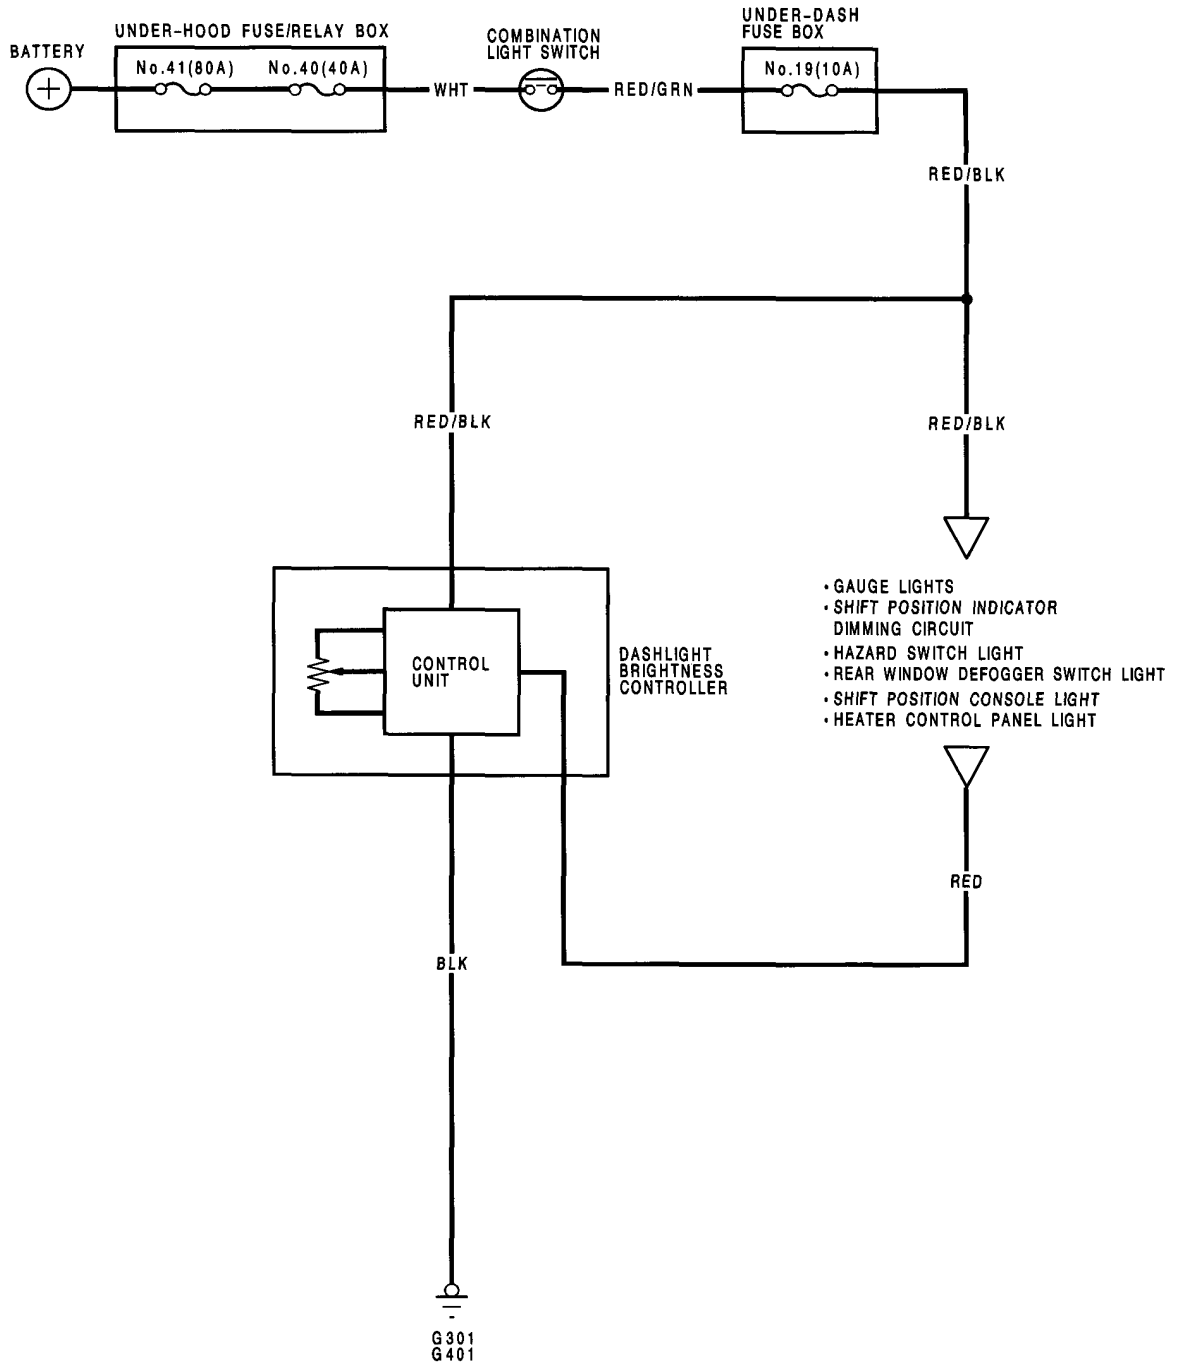 UNDER-HOOD FUSE/RELAY BOX
BATTERY
No.41(80A)
No.40(40A)
WHT
COMBINATION
LIGHT SWITCH
RED/GRN
UNDER-DASH
FUSE BOX
No.19(10A)
RED/BLK
RED/BLK
RED/BLK
• GAUGE LIGHTS
• SHIFT POSITION INDICATOR
DIMMING CIRCUIT
• HAZARD SWITCH LIGHT
• REAR WINDOW DEFOGGER SWITCH LIGHT
• SHIFT POSITION CONSOLE LIGHT
• HEATER CONTROL PANEL LIGHT
CONTROL
UNIT
DASHLIGHT
BRIGHTNESS
CONTROLLER
RED
BLK
G301
G401